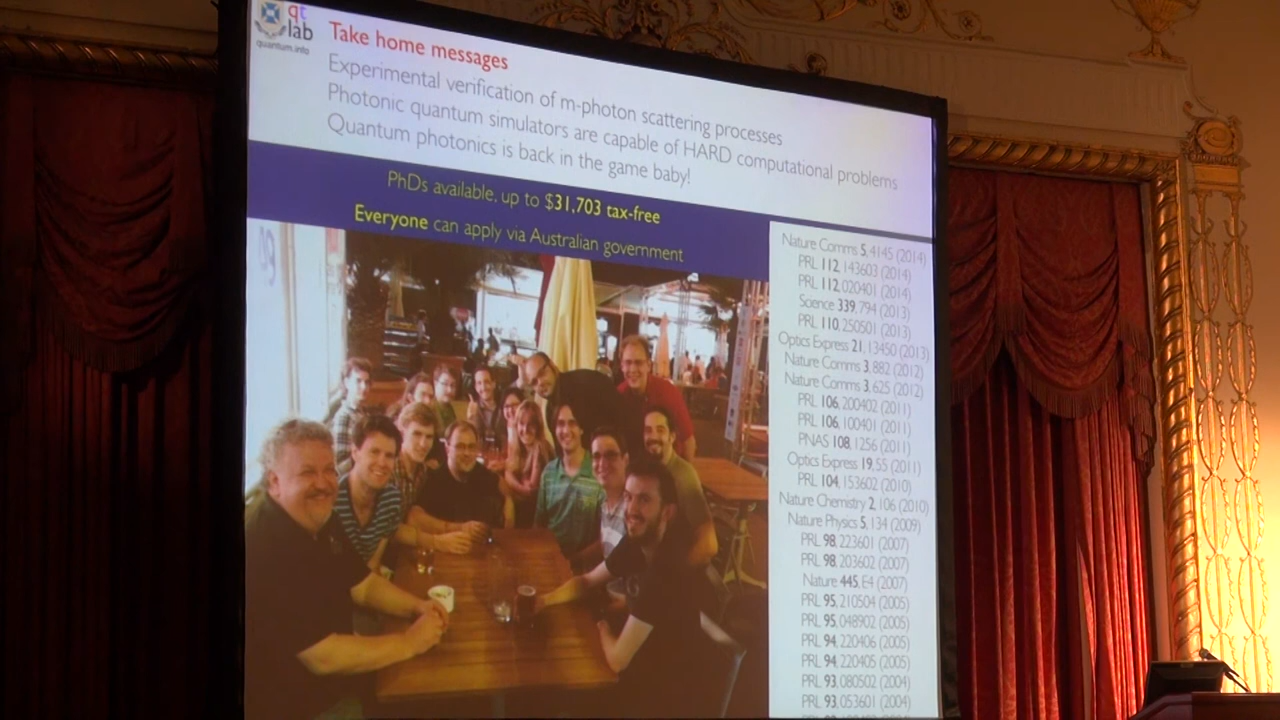 qt
lab
quantum.info
Take home messages
Experimental verification of m-photon scattering processes
Photonic quantum simulators are capable of HARD computational problems
Quantum photonics is back in the game baby!
PhDs available, up to $31,703 tax-free
Everyone can apply via Australian government
Nature Comms 5, 4145 (2014)
PRL 112, 143603 (2014)
PRL 112, 020401 (2014)
Science 339, 794 (2013)
PRL 110, 250501 (2013)
Optics Express 21, 13450 (2013)
Nature Comms 3, 882 (2012)
Nature Comms 3, 625 (2012)
PRL 106, 200402 (2011)
PRL 106, 100401 (2011)
PNAS 108, 1256 (2011)
Optics Express 19, 55 (2011)
PRL 104, 153602 (2010)
Nature Chemistry 2, 106 (2010)
Nature Physics 5, 134 (2009)
PRL 98, 223601 (2007)
PRL 98, 203602 (2007)
Nature 445, E4 (2007)
PRL 95, 210504 (2005)
PRL 95, 048902 (2005)
PRL 94, 220406 (2005)
PRL 94, 220405 (2005)
PRL 93, 080502 (2004)
PRL 93, 053601 (2004)